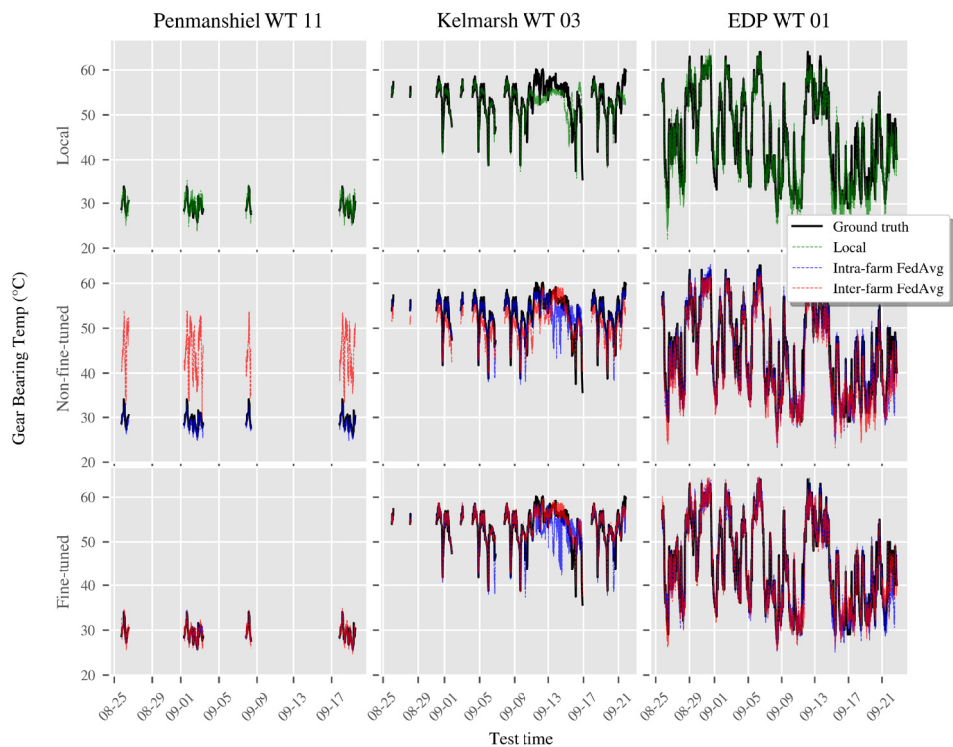 Penmanshiel WT 11 Kelmarsh WT 03 EDP WT 01
60
50
40
30
20
Local
Ground truth
Local
Intra-farm FedAvg
Inter-farm FedAvg
Gear Bearing Temp (°C)
60
50
40
30
20
Non-fine-tuned
60
50
40
30
20
Fine-tuned
08-25 08-29 09-01 09-05 09-09 09-13 09-17 08-25 08-29 09-01 09-05 09-09 09-13 09-17 09-21 08-25 08-29 09-01 09-05 09-09 09-13 09-17 09-21
Test time